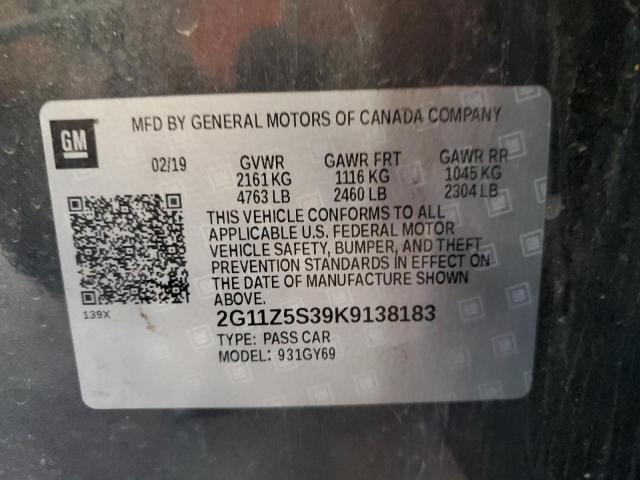 MFD BY GENERAL MOTORS OF CANADA COMPANY
GM
02/19 GVWR GAWR FRT GAWR RR
2161 KG 1116 KG 1045 KG
4763 LB 2460 LB 2304 LB
THIS VEHICLE CONFORMS TO ALL
APPLICABLE U.S. FEDERAL MOTOR
VEHICLE SAFETY, BUMPER, AND THEFT
PREVENTION STANDARDS IN EFFECT ON
THE DATE OF MANUFACTURE SHOWN
ABOVE.
139X
2G11Z5S39K9138183
TYPE: PASS CAR
MODEL: 931GY69